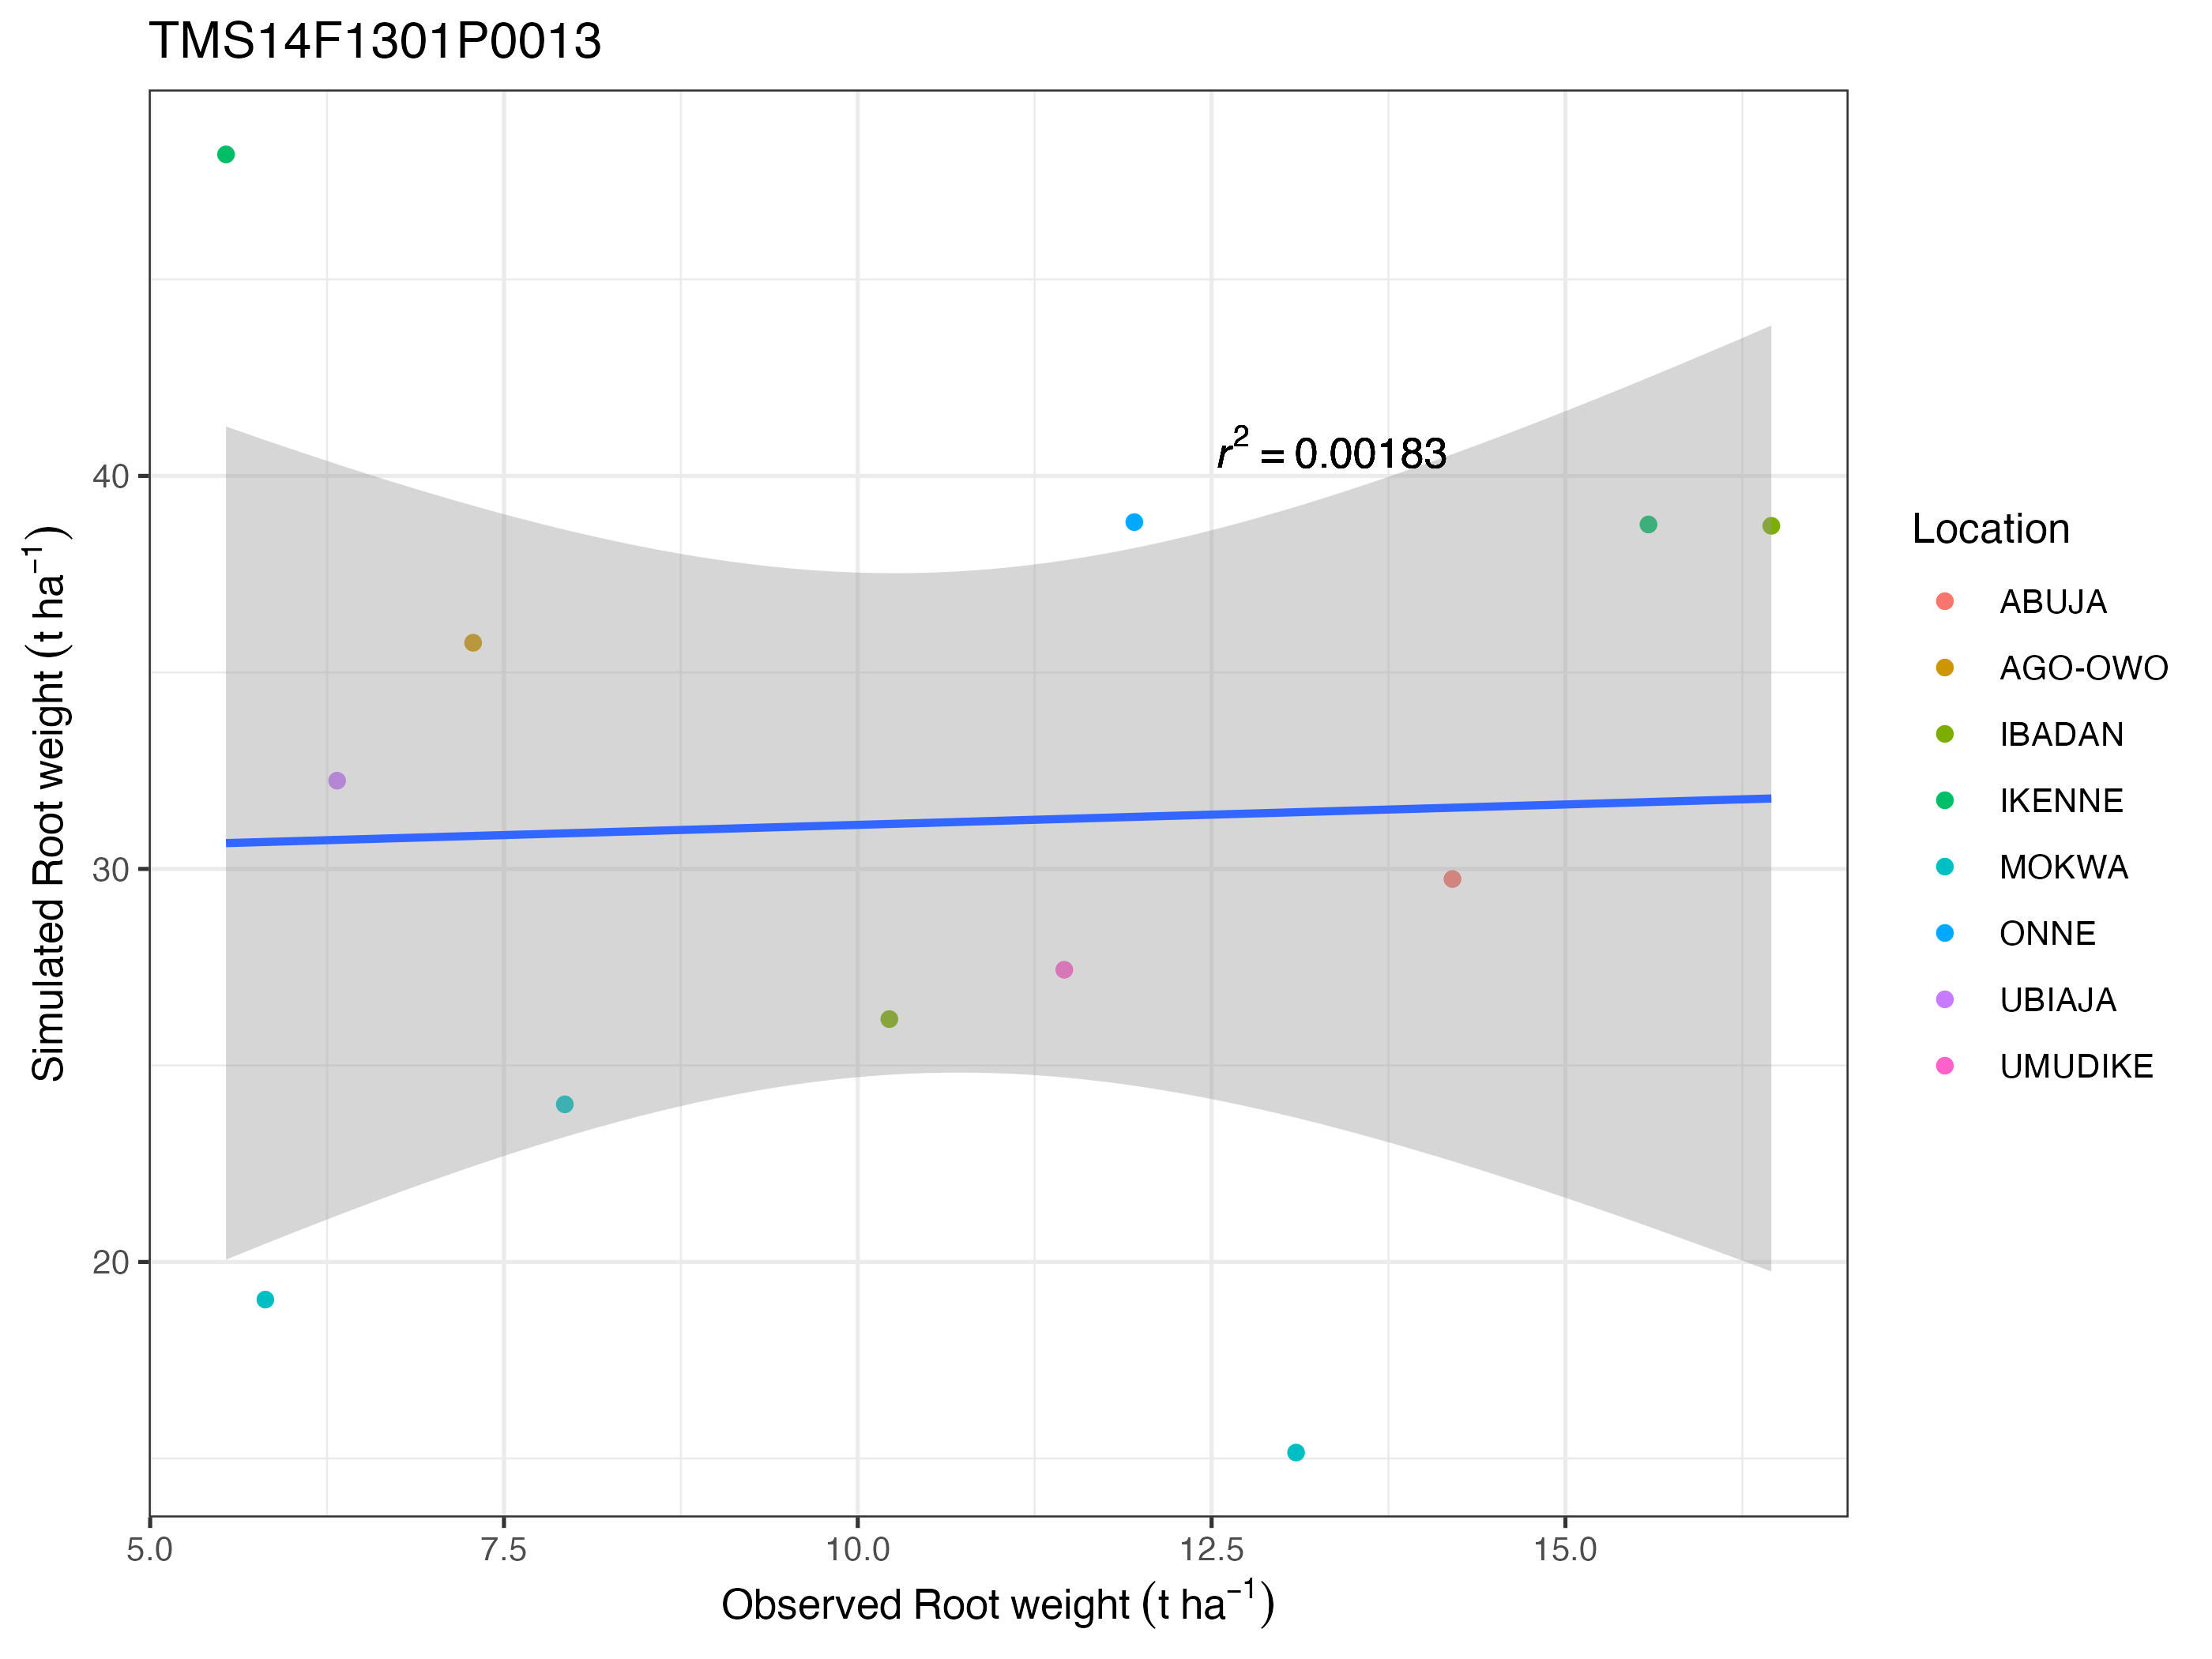 TMS14F1301P0013
r² = 0.00183
40
30
20
5.0
7.5
10.0
12.5
15.0
Simulated Root weight (t ha⁻¹)
Observed Root weight (t ha⁻¹)
Location
ABUJA
AGO-OWO
IBADAN
IKENNE
MOKWA
ONNE
UBIAJA
UMUDIKE